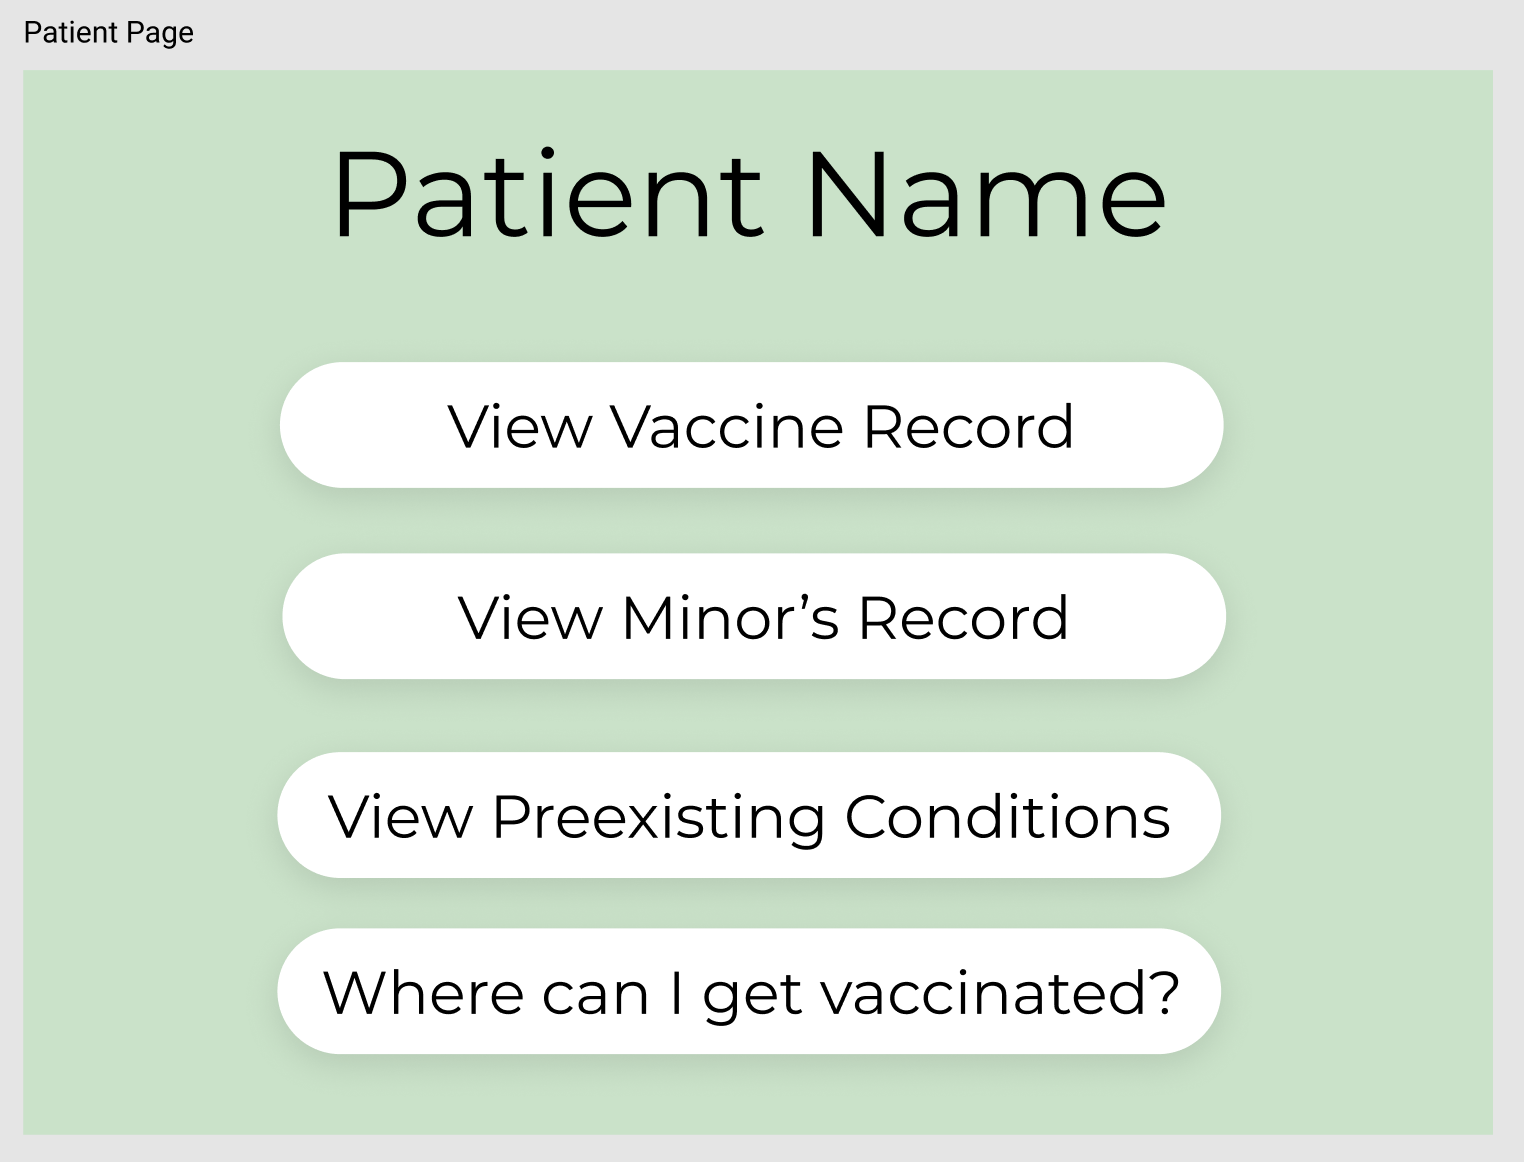 Patient Page
Patient Name
View Vaccine Record
View Minor’s Record
View Preexisting Conditions
Where can I get vaccinated?